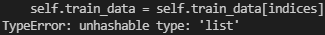 self.train_data = self.train_data[indices]
TypeError: unhashable type: 'list'